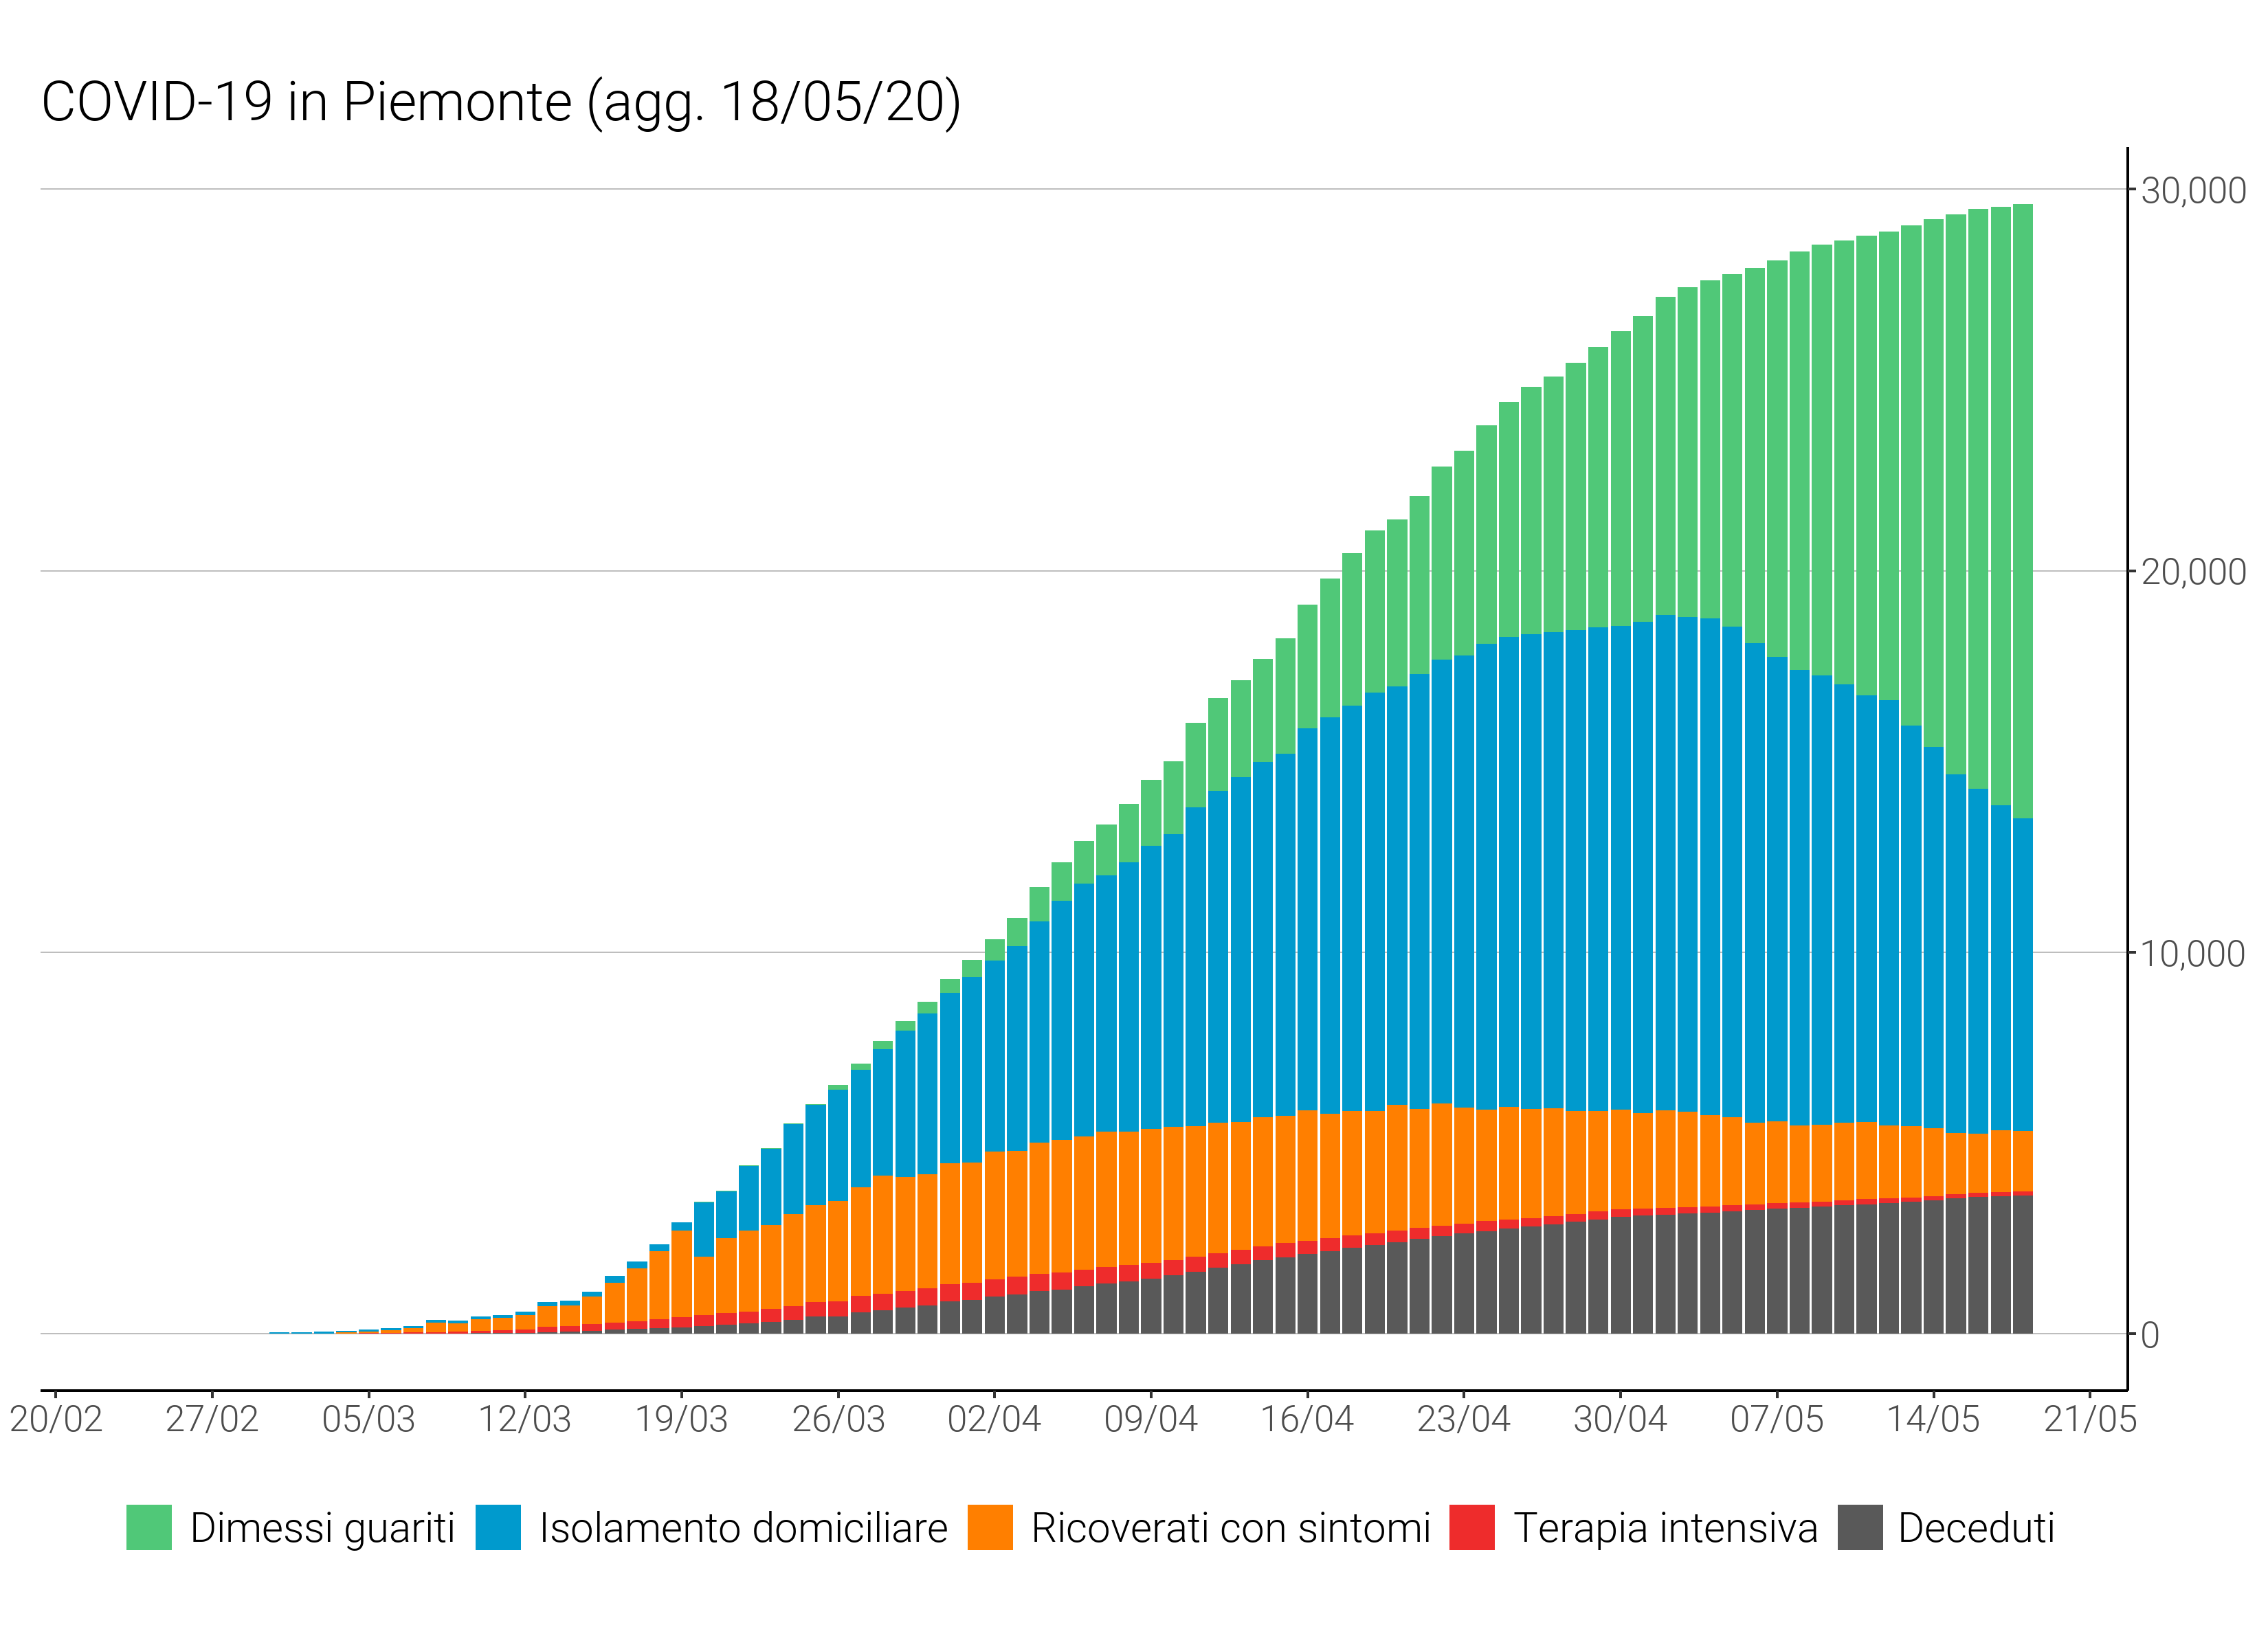 COVID-19 in Piemonte (agg. 18/05/20)
30,000
20,000
10,000
0
20/02 27/02 05/03 12/03 19/03 26/03 02/04 09/04 16/04 23/04 30/04 07/05 14/05 21/05
Dimessi guariti Isolamento domiciliare Ricoverati con sintomi Terapia intensiva Deceduti